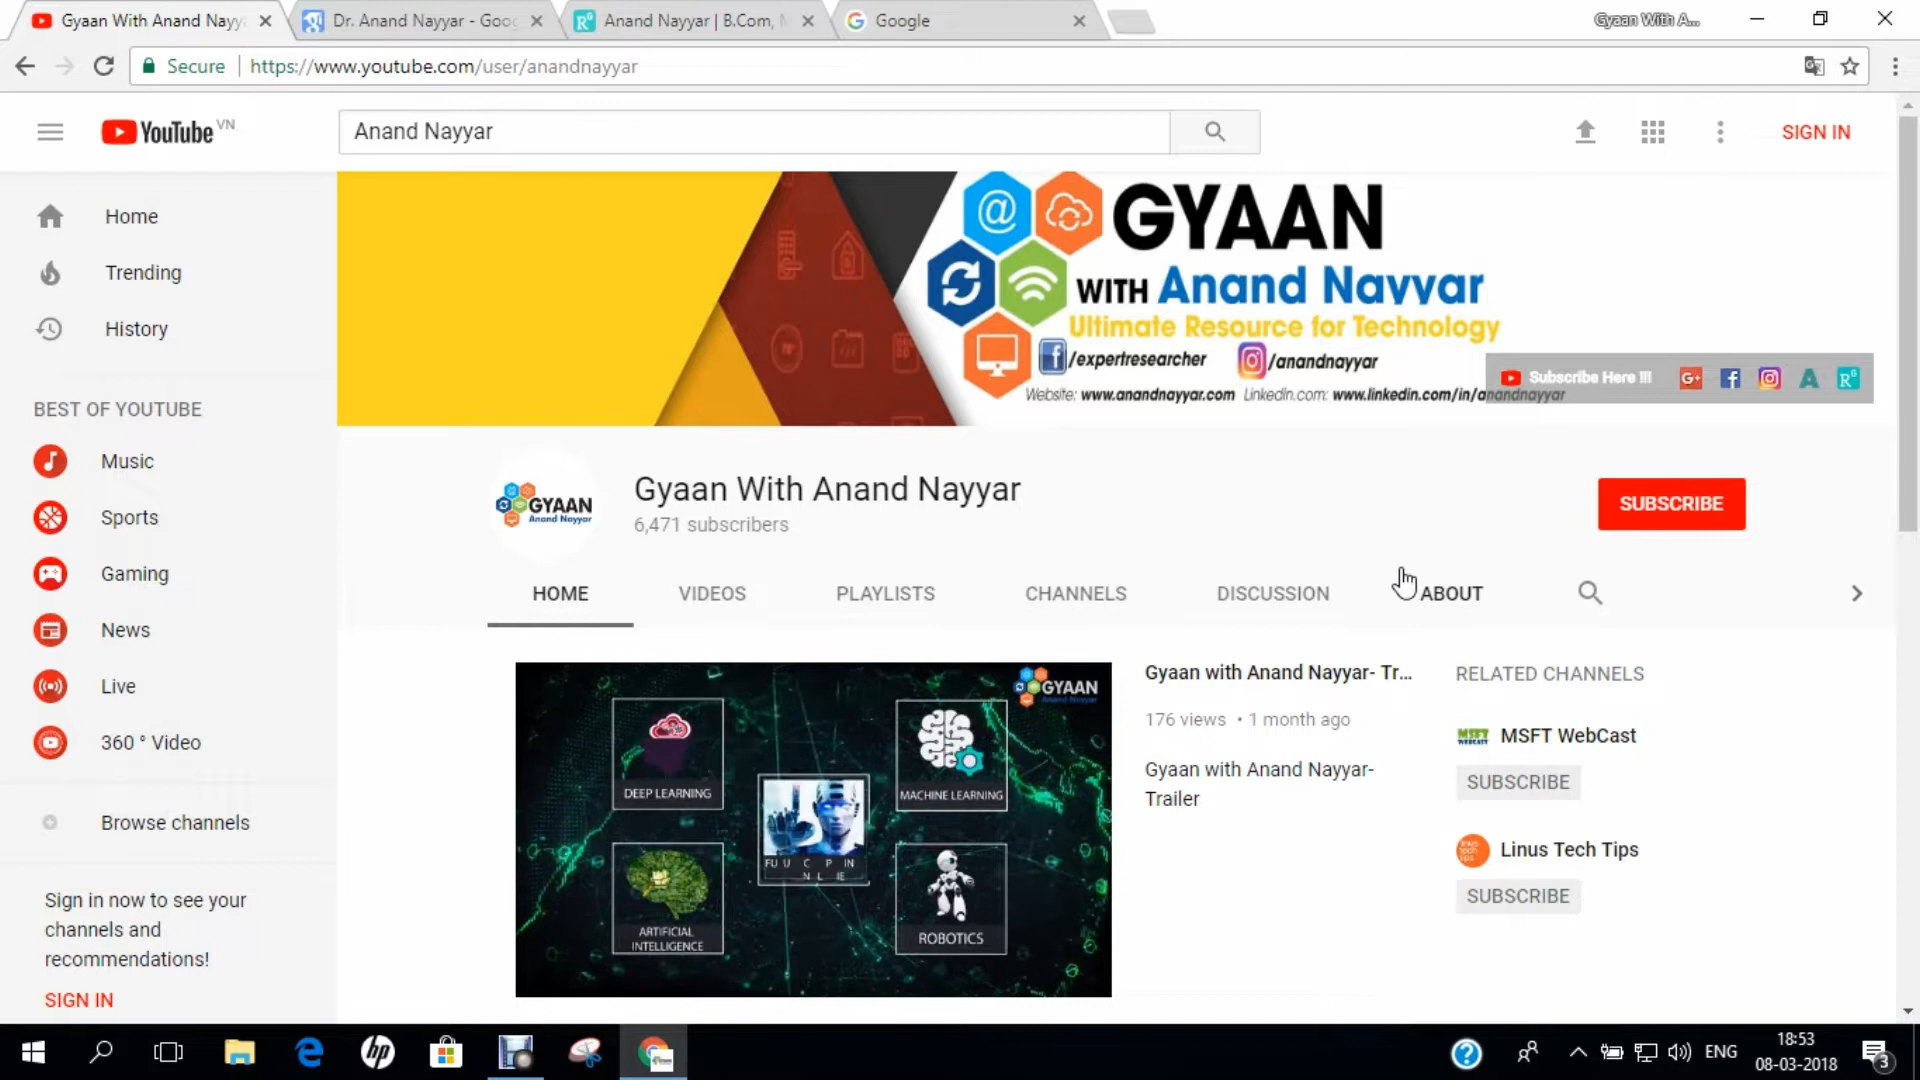 Gyaan With Anand Nayy
Dr. Anand Nayyar - Goog
Anand Nayyar | B.Com, M
Google
Gyaan With A...
Secure
https://www.youtube.com/user/anandnayyar
YouTube VN
Anand Nayyar
SIGN IN
Home
Trending
History
BEST OF YOUTUBE
Music
Sports
Gaming
News
Live
360 ° Video
Browse channels
Sign in now to see your
channels and
recommendations!
SIGN IN
GYAAN
WITH Anand Nayyar
Ultimate Resource for Technology
/expertresearcher
/anandnayyar
Website: www.anandnayyar.com LinkedIn.com: www.linkedin.com/in/anandnayyar
Subscribe Here !!!
G+
RG
GYAAN
Anand Nayyar
Gyaan With Anand Nayyar
6,471 subscribers
SUBSCRIBE
HOME
VIDEOS
PLAYLISTS
CHANNELS
DISCUSSION
ABOUT
GYAAN
Anand Nayyar
DEEP LEARNING
MACHINE LEARNING
ARTIFICIAL
INTELLIGENCE
ROBOTICS
Gyaan with Anand Nayyar- Tr...
176 views • 1 month ago
Gyaan with Anand Nayyar-
Trailer
RELATED CHANNELS
MSFT WebCast
SUBSCRIBE
Linus Tech Tips
SUBSCRIBE
hp
ENG
18:53
08-03-2018
3